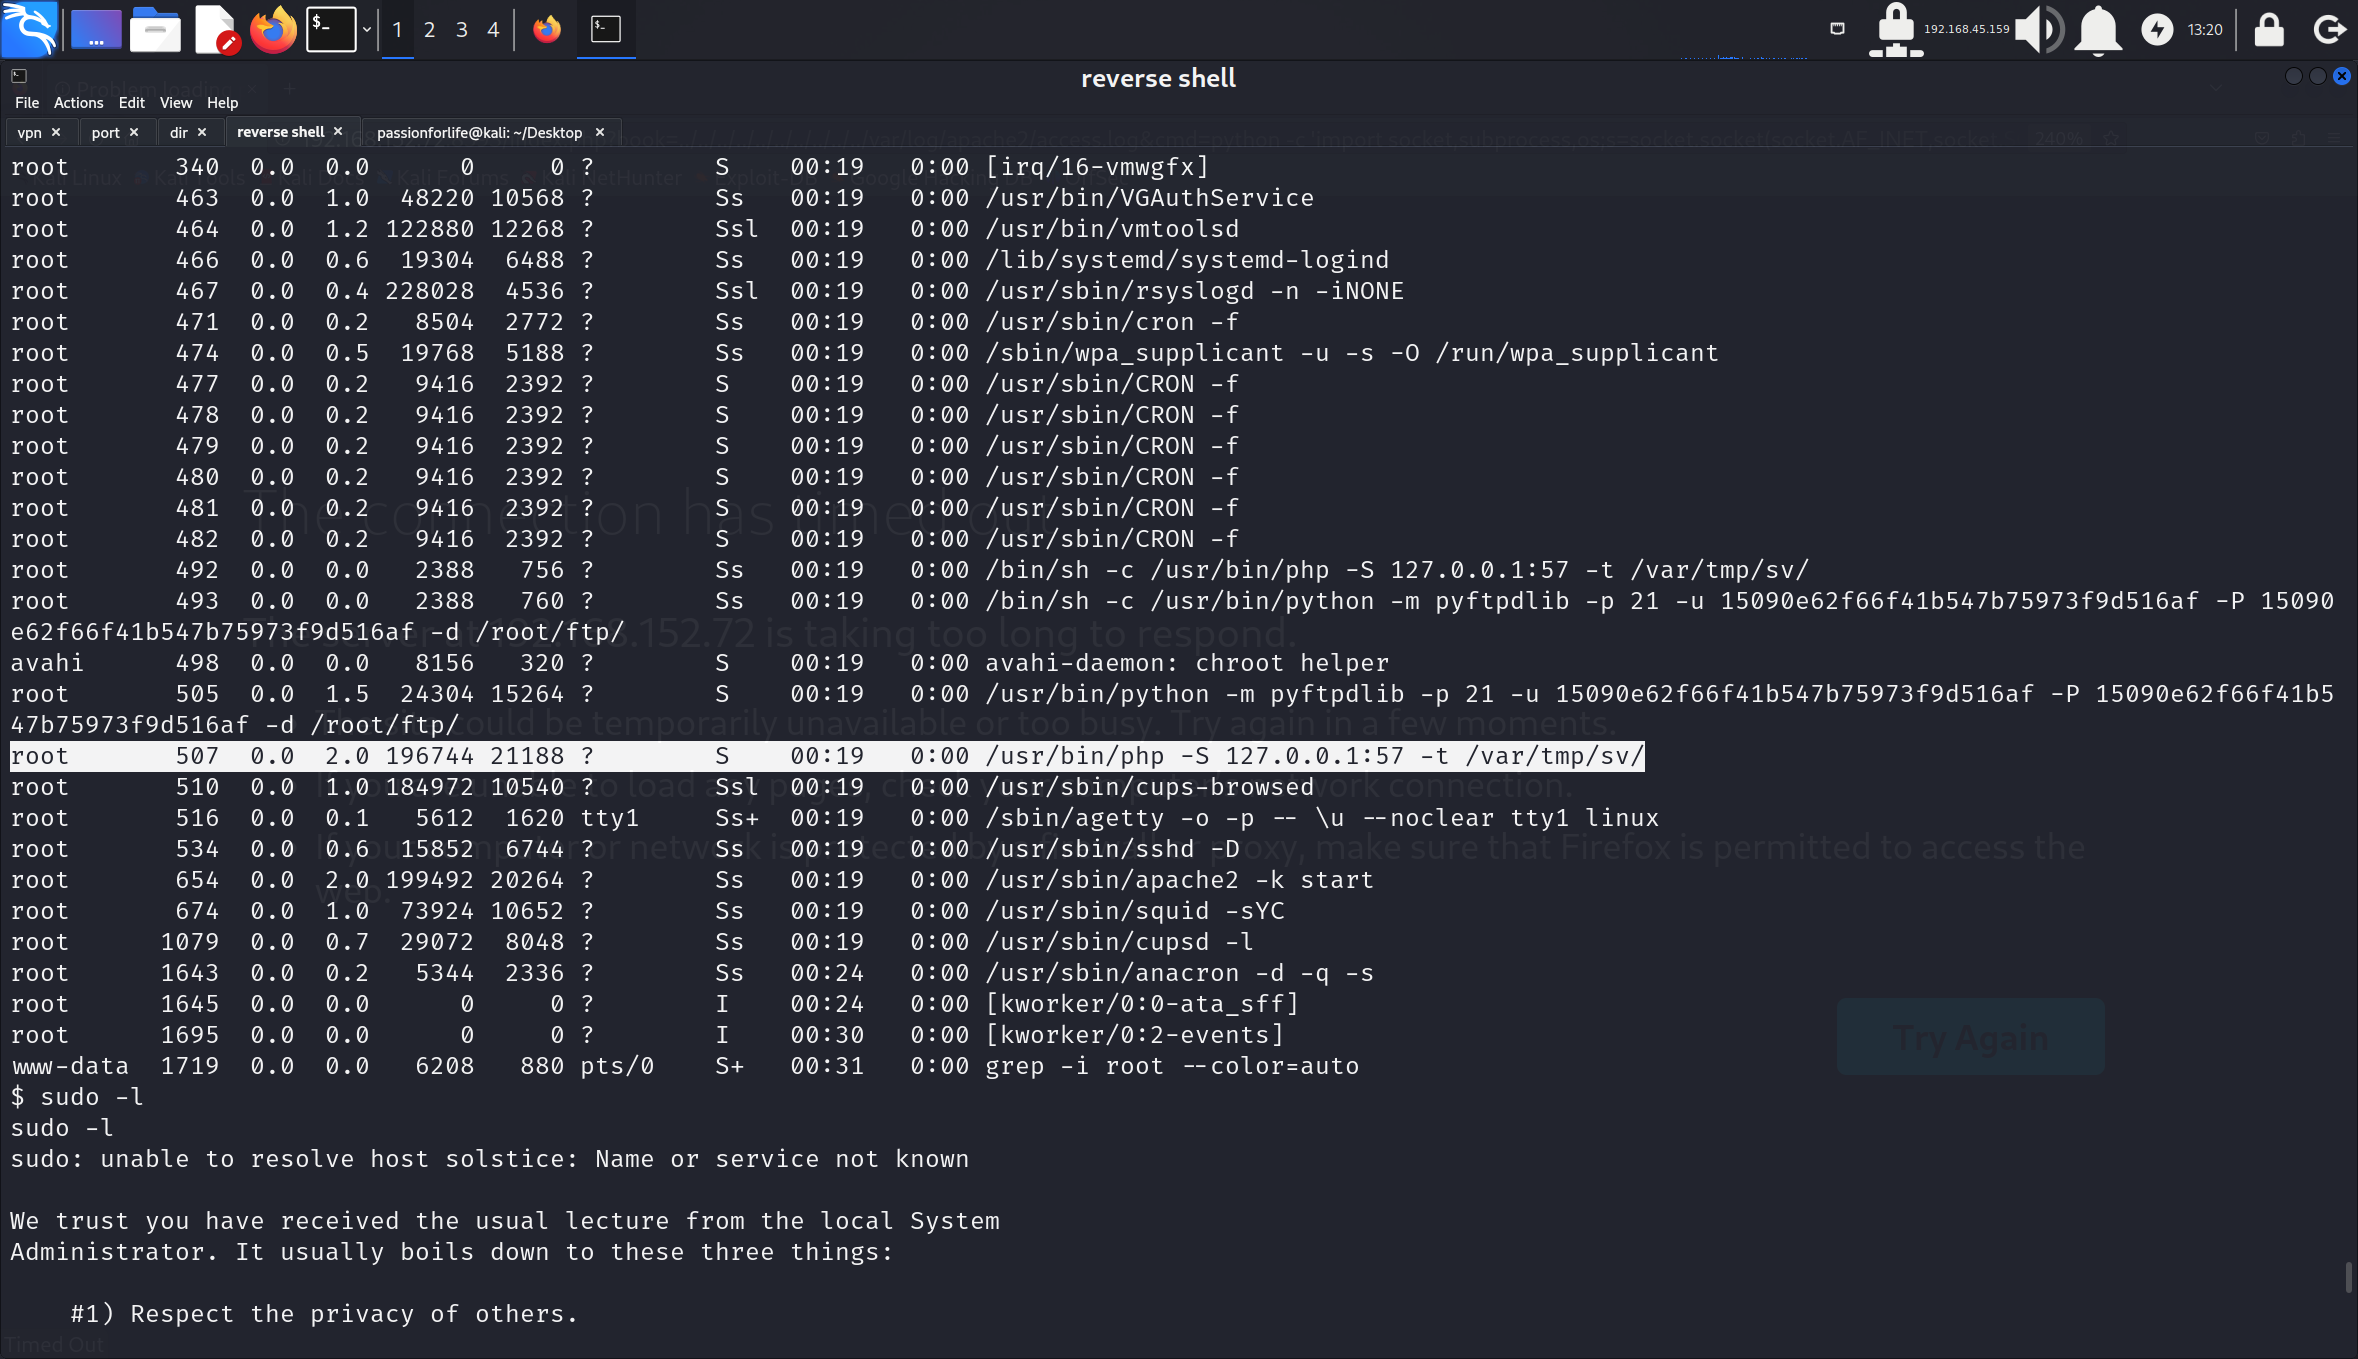 $-
1 2 3 4
$-
192.168.45.159
13:20
reverse shell
File Actions Edit View Help
vpn × port × dir × reverse shell × passionforlife@kali: ~/Desktop ×
240%
root 340 0.0 0.0 0 0 ? S 00:19 0:00 [irq/16-vmwgfx]
root 463 0.0 1.0 48220 10568 ? Ss 00:19 0:00 /usr/bin/VGAuthService
root 464 0.0 1.2 122880 12268 ? Ssl 00:19 0:00 /usr/bin/vmtoolsd
root 466 0.0 0.6 19304 6488 ? Ss 00:19 0:00 /lib/systemd/systemd-logind
root 467 0.0 0.4 228028 4536 ? Ssl 00:19 0:00 /usr/sbin/rsyslogd -n -iNONE
root 471 0.0 0.2 8504 2772 ? Ss 00:19 0:00 /usr/sbin/cron -f
root 474 0.0 0.5 19768 5188 ? Ss 00:19 0:00 /sbin/wpa_supplicant -u -s -O /run/wpa_supplicant
root 477 0.0 0.2 9416 2392 ? S 00:19 0:00 /usr/sbin/CRON -f
root 478 0.0 0.2 9416 2392 ? S 00:19 0:00 /usr/sbin/CRON -f
root 479 0.0 0.2 9416 2392 ? S 00:19 0:00 /usr/sbin/CRON -f
root 480 0.0 0.2 9416 2392 ? S 00:19 0:00 /usr/sbin/CRON -f
root 481 0.0 0.2 9416 2392 ? S 00:19 0:00 /usr/sbin/CRON -f
root 482 0.0 0.2 9416 2392 ? S 00:19 0:00 /usr/sbin/CRON -f
root 492 0.0 0.0 2388 756 ? Ss 00:19 0:00 /bin/sh -c /usr/bin/php -S 127.0.0.1:57 -t /var/tmp/sv/
root 493 0.0 0.0 2388 760 ? Ss 00:19 0:00 /bin/sh -c /usr/bin/python -m pyftpdlib -p 21 -u 15090e62f66f41b547b75973f9d516af -P 15090
e62f66f41b547b75973f9d516af -d /root/ftp/
avahi 498 0.0 0.0 8156 320 ? S 00:19 0:00 avahi-daemon: chroot helper
root 505 0.0 1.5 24304 15264 ? S 00:19 0:00 /usr/bin/python -m pyftpdlib -p 21 -u 15090e62f66f41b547b75973f9d516af -P 15090e62f66f41b5
47b75973f9d516af -d /root/ftp/
root 507 0.0 2.0 196744 21188 ? S 00:19 0:00 /usr/bin/php -S 127.0.0.1:57 -t /var/tmp/sv/
root 510 0.0 1.0 184972 10540 ? Ssl 00:19 0:00 /usr/sbin/cups-browsed
root 516 0.0 0.1 5612 1620 tty1 Ss+ 00:19 0:00 /sbin/agetty -o -p -- \u --noclear tty1 linux
root 534 0.0 0.6 15852 6744 ? Ss 00:19 0:00 /usr/sbin/sshd -D
root 654 0.0 2.0 199492 20264 ? Ss 00:19 0:00 /usr/sbin/apache2 -k start
root 674 0.0 1.0 73924 10652 ? Ss 00:19 0:00 /usr/sbin/squid -sYC
root 1079 0.0 0.7 29072 8048 ? Ss 00:19 0:00 /usr/sbin/cupsd -l
root 1643 0.0 0.2 5344 2336 ? Ss 00:24 0:00 /usr/sbin/anacron -d -q -s
root 1645 0.0 0.0 0 0 ? I 00:24 0:00 [kworker/0:0-ata_sff]
root 1695 0.0 0.0 0 0 ? I 00:30 0:00 [kworker/0:2-events]
Try Again
www-data 1719 0.0 0.0 6208 880 pts/0 S+ 00:31 0:00 grep -i root --color=auto
$ sudo -l
sudo -l
sudo: unable to resolve host solstice: Name or service not known
We trust you have received the usual lecture from the local System
Administrator. It usually boils down to these three things:
#1) Respect the privacy of others.
Timed Out